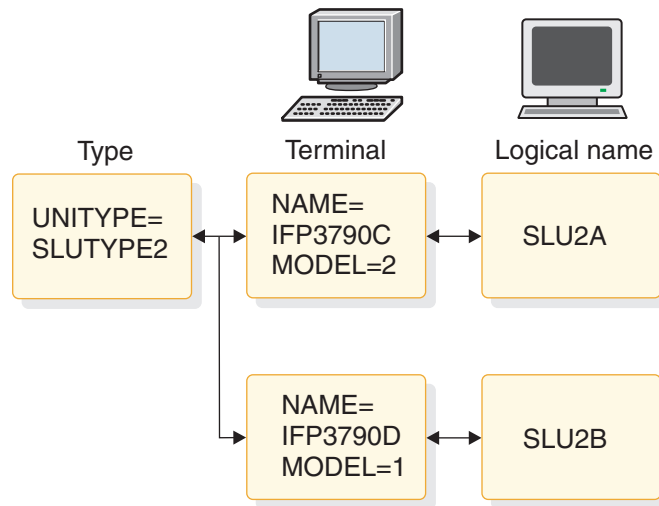 Type
Terminal
Logical name
UNITYPE=
SLUTYPE2
NAME=
IFP3790C
MODEL=2
SLU2A
NAME=
IFP3790D
MODEL=1
SLU2B